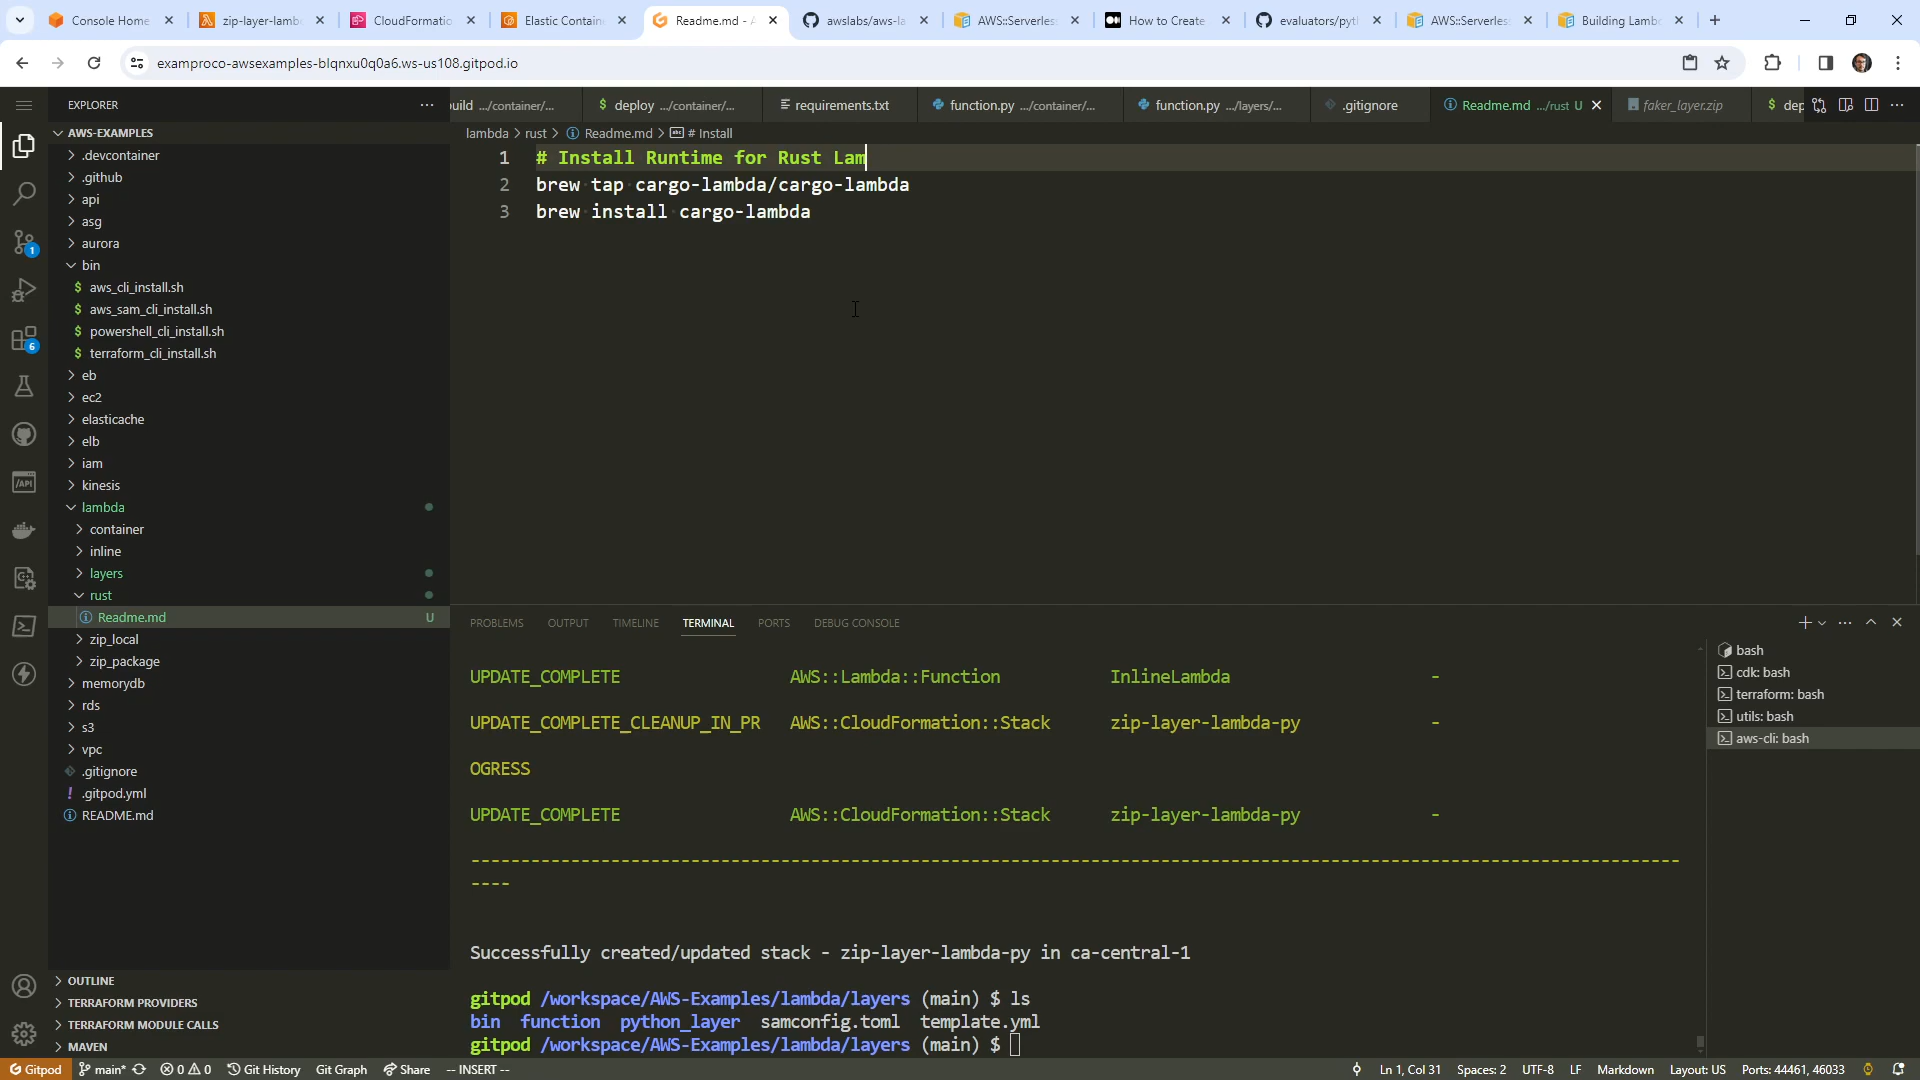 Console Home
zip-layer-lamb
CloudFormatio
Elastic Contain
Readme.md - A
awslabs/aws-la
AWS::Serverles
How to Create
evaluators/pyt
AWS::Serverles
Building Lamb
examproco-awsexamples-blqnxu0q0a6.ws-us108.gitpod.io
EXPLORER
uild .../container/...
$ deploy .../container/...
requirements.txt
function.py .../container/...
function.py .../layers/...
.gitignore
Readme.md .../rust U
faker_layer.zip
$ dep
AWS-EXAMPLES
lambda > rust > Readme.md > # Install
.devcontainer
.github
api
asg
aurora
bin
$ aws_cli_install.sh
$ aws_sam_cli_install.sh
$ powershell_cli_install.sh
$ terraform_cli_install.sh
eb
ec2
elasticache
elb
iam
kinesis
lambda
container
inline
layers
rust
Readme.md U
zip_local
zip_package
memorydb
rds
s3
vpc
.gitignore
! .gitpod.yml
README.md
OUTLINE
TERRAFORM PROVIDERS
TERRAFORM MODULE CALLS
MAVEN
1
6
/API
1 # Install Runtime for Rust Lam
2 brew tap cargo-lambda/cargo-lambda
3 brew install cargo-lambda
PROBLEMS OUTPUT TIMELINE TERMINAL PORTS DEBUG CONSOLE
UPDATE_COMPLETE AWS::Lambda::Function InlineLambda -
UPDATE_COMPLETE_CLEANUP_IN_PR AWS::CloudFormation::Stack zip-layer-lambda-py -
OGRESS
UPDATE_COMPLETE AWS::CloudFormation::Stack zip-layer-lambda-py -
-------------------------------------------------------------------------------------------------------------------------
----
Successfully created/updated stack - zip-layer-lambda-py in ca-central-1
gitpod /workspace/AWS-Examples/lambda/layers (main) $ ls
bin function python_layer samconfig.toml template.yml
gitpod /workspace/AWS-Examples/lambda/layers (main) $
bash
cdk: bash
terraform: bash
utils: bash
aws-cli: bash
Gitpod main* 0 0 Git History Git Graph Share -- INSERT -- Ln 1, Col 31 Spaces: 2 UTF-8 LF Markdown Layout: US Ports: 44461, 46033